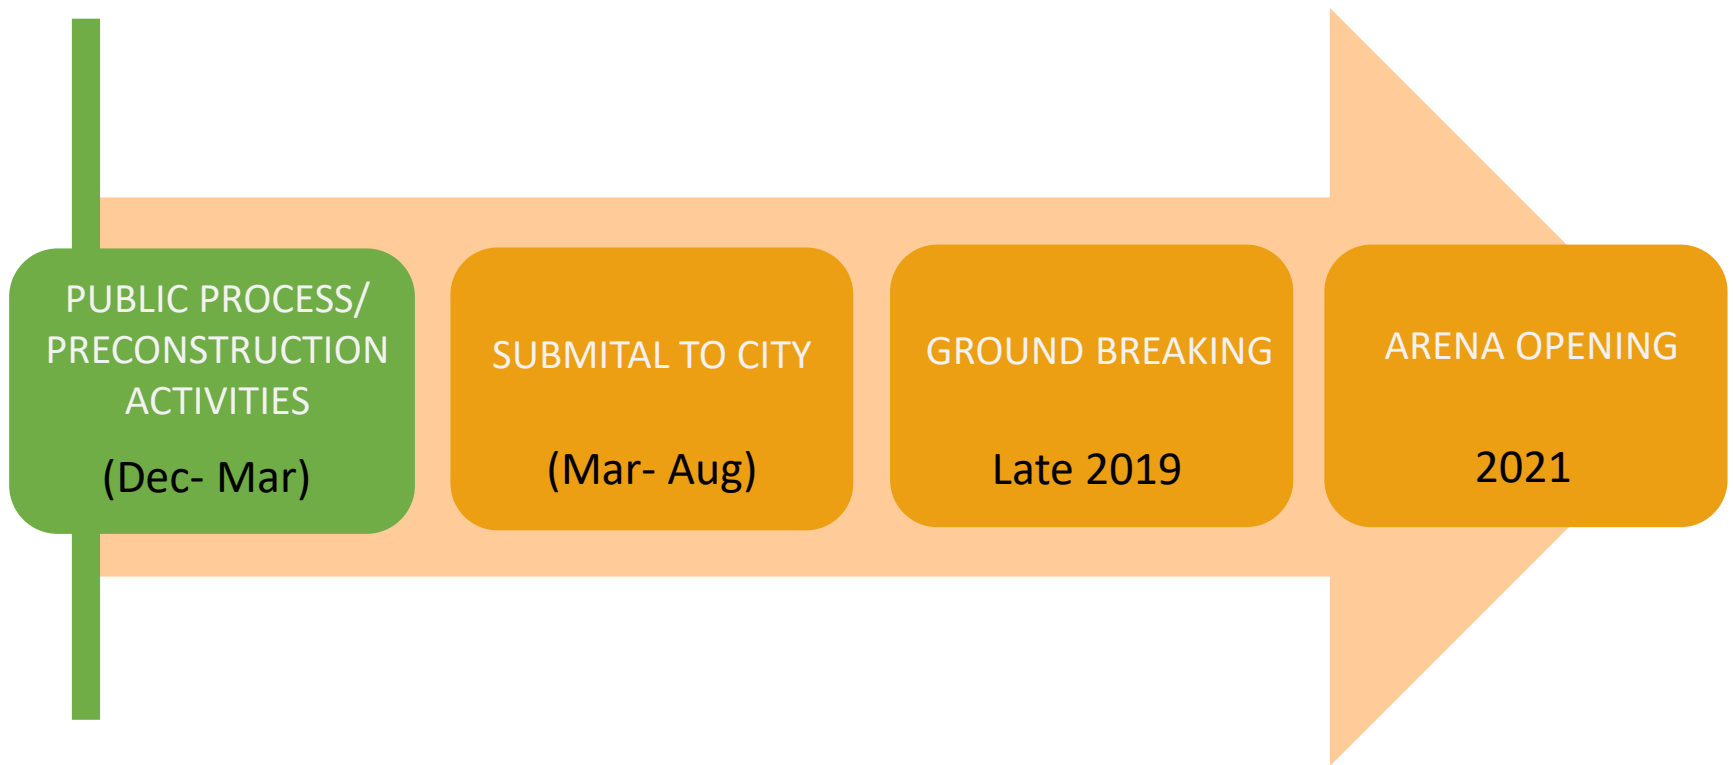 PUBLIC PROCESS/
PRECONSTRUCTION
ACTIVITIES
(Dec- Mar)
SUBMITAL TO CITY
(Mar- Aug)
GROUND BREAKING
Late 2019
ARENA OPENING
2021